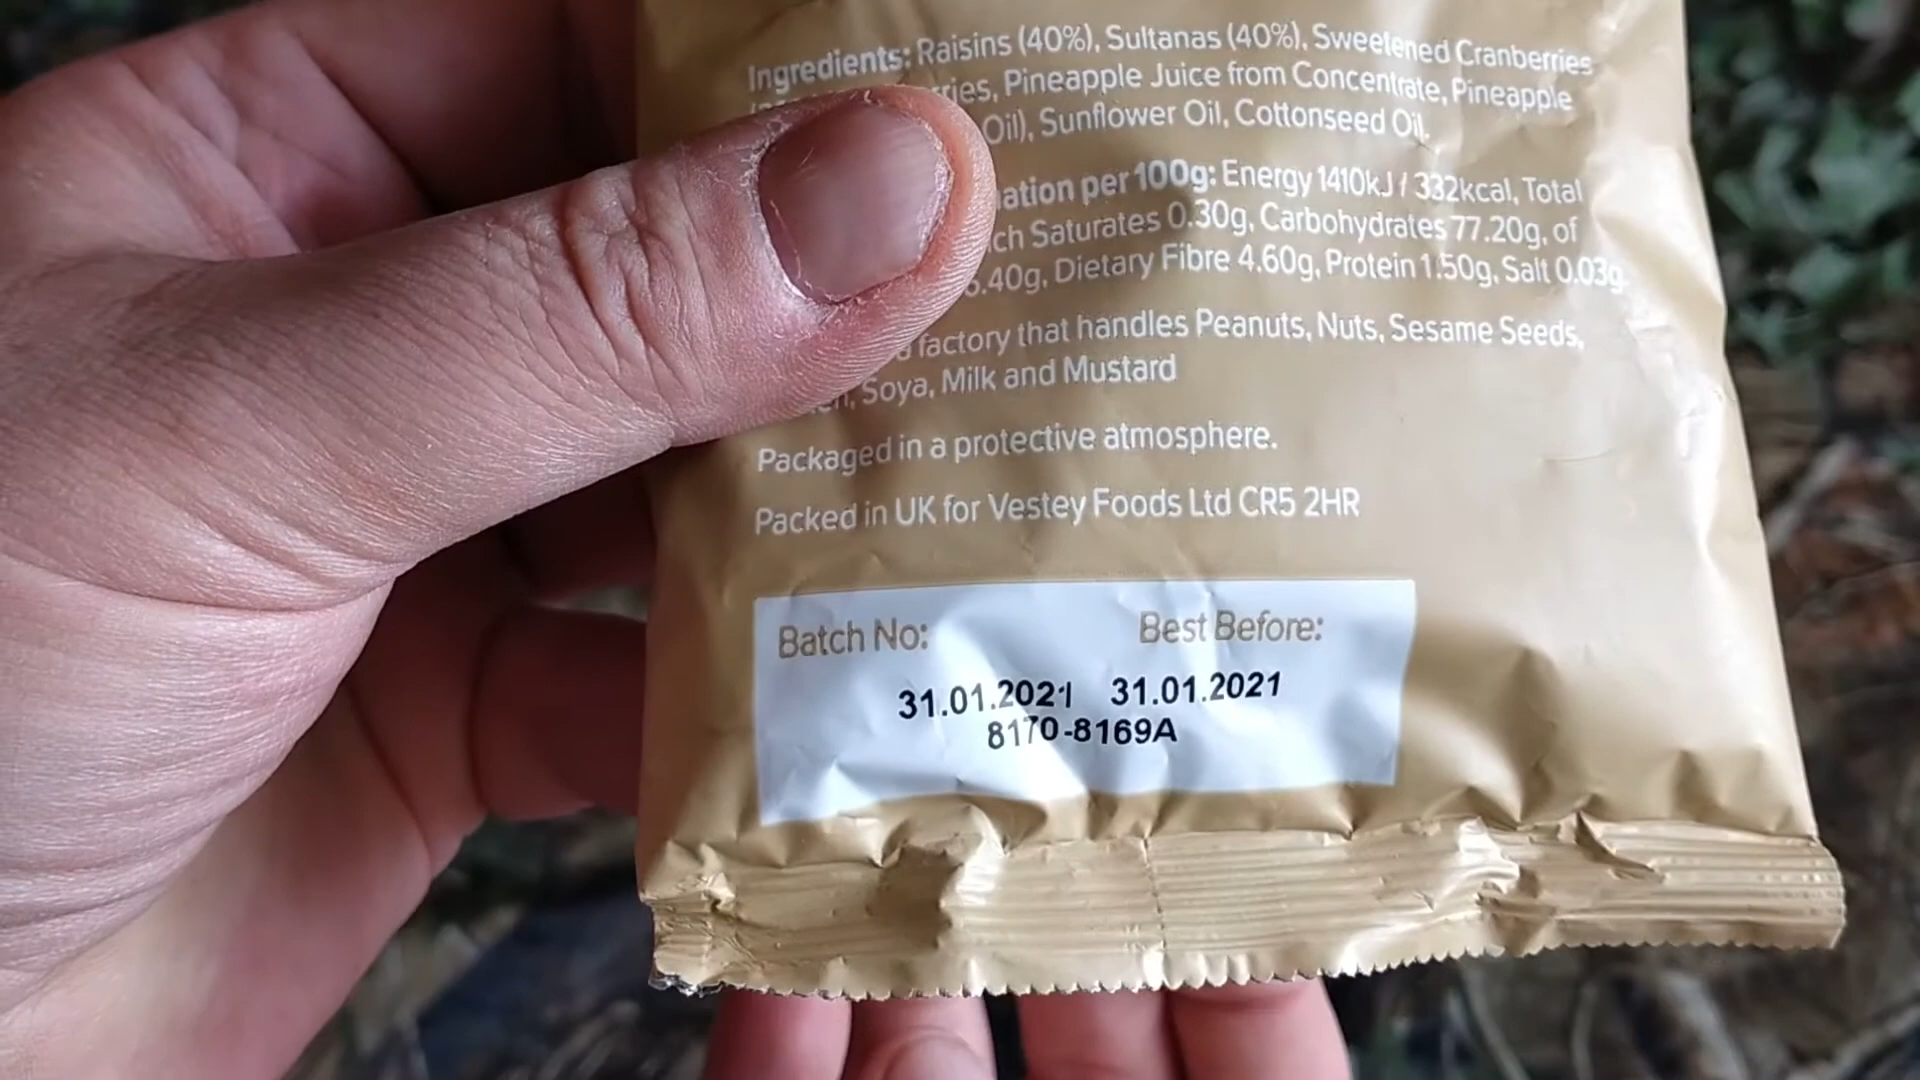 Ingredients: Raisins (40%), Sultanas (40%), Sweetened Cranberries
Pineapple Juice from Concentrate, Pineapple
Oil), Sunflower Oil, Cottonseed Oil.
per 100g: Energy 1410kJ / 332kcal, Total
Saturates 0.30g, Carbohydrates 77.20g, of
.40g, Dietary Fibre 4.60g, Protein 1.50g, Salt 0.03g
factory that handles Peanuts, Nuts, Sesame Seeds,
Soya, Milk and Mustard
Packaged in a protective atmosphere.
Packed in UK for Vestey Foods Ltd CR5 2HR
Batch No: Best Before:
31.01.2021 31.01.2021
8170-8169A